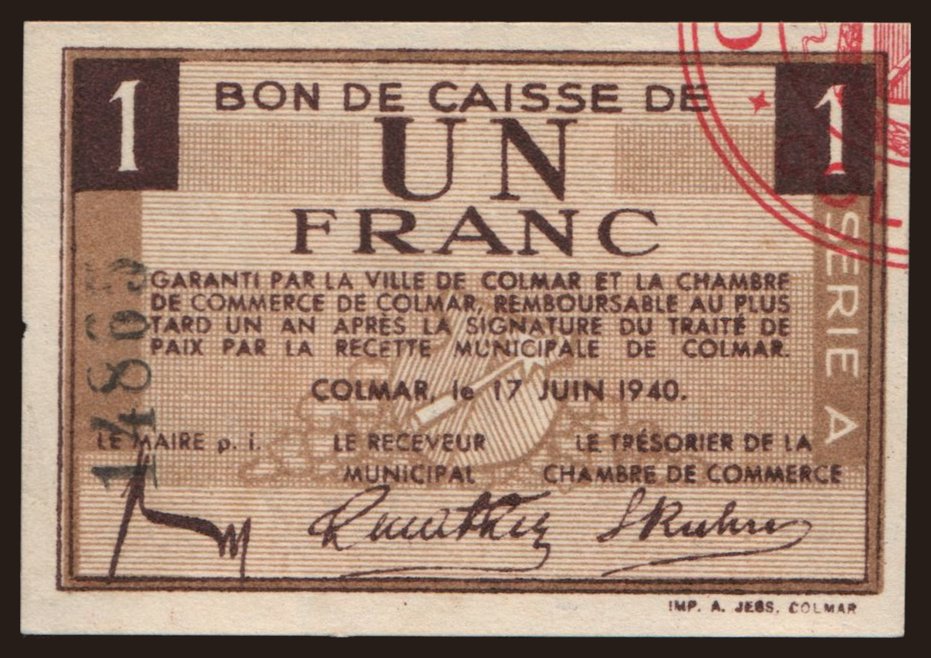 1 BON DE CAISSE DE 1
UN
FRANC
GARANTI PAR LA VILLE DE COLMAR ET LA CHAMBRE
DE COMMERCE DE COLMAR, REMBOURSABLE AU PLUS
TARD UN AN APRÈS LA SIGNATURE DU TRAITÉ DE
PAIX PAR LA RECETTE MUNICIPALE DE COLMAR.
COLMAR, le 17 JUIN 1940.
SERIE A
14865
LE MAIRE p. i.
LE RECEVEUR
MUNICIPAL
LE TRÉSORIER DE LA
CHAMBRE DE COMMERCE
IMP. A. JESS. COLMAR